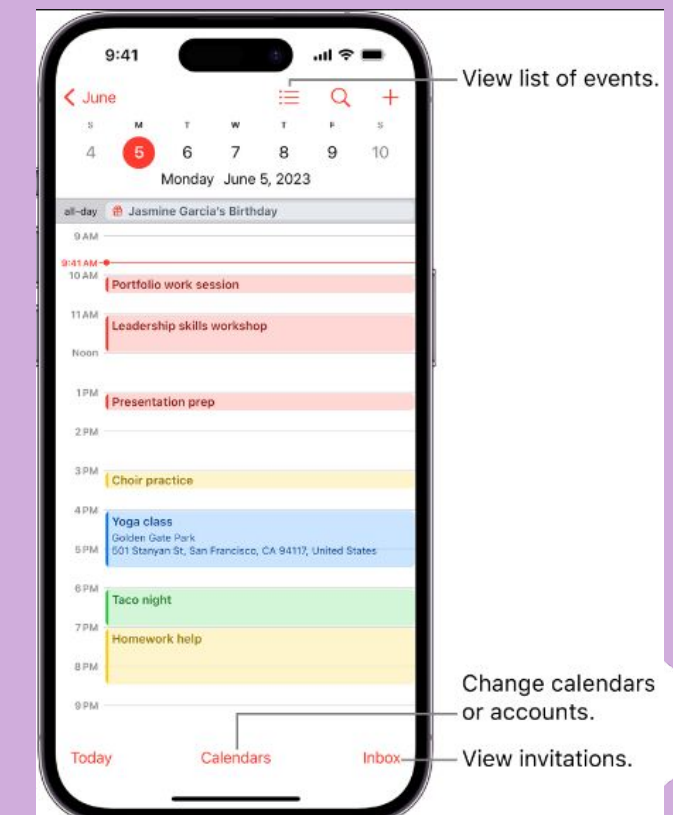 9:41
View list of events.
June
S M T W T F S
4 5 6 7 8 9 10
Monday June 5, 2023
all-day Jasmine Garcia's Birthday
9 AM
9:41 AM
10 AM
Portfolio work session
11 AM
Leadership skills workshop
Noon
1 PM
Presentation prep
2 PM
3 PM
Choir practice
4 PM
Yoga class
Golden Gate Park
5 PM 501 Stanyan St, San Francisco, CA 94117, United States
6 PM
Taco night
7 PM
Homework help
8 PM
9 PM
Change calendars
or accounts.
Today Calendars Inbox
View invitations.